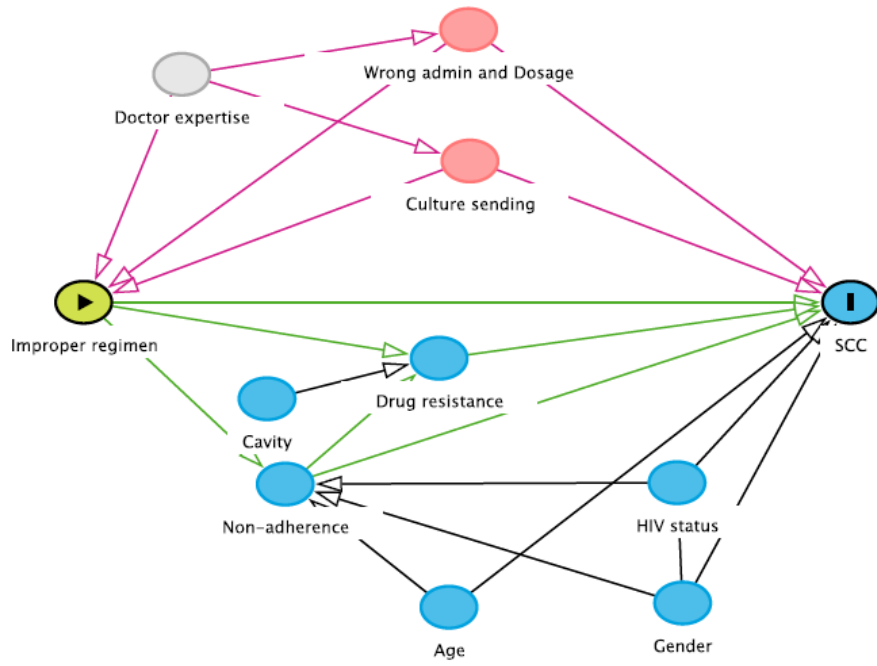 Wrong admin and Dosage
Doctor expertise
Culture sending
Improper regimen
SCC
Drug resistance
Cavity
Non-adherence
HIV status
Age
Gender